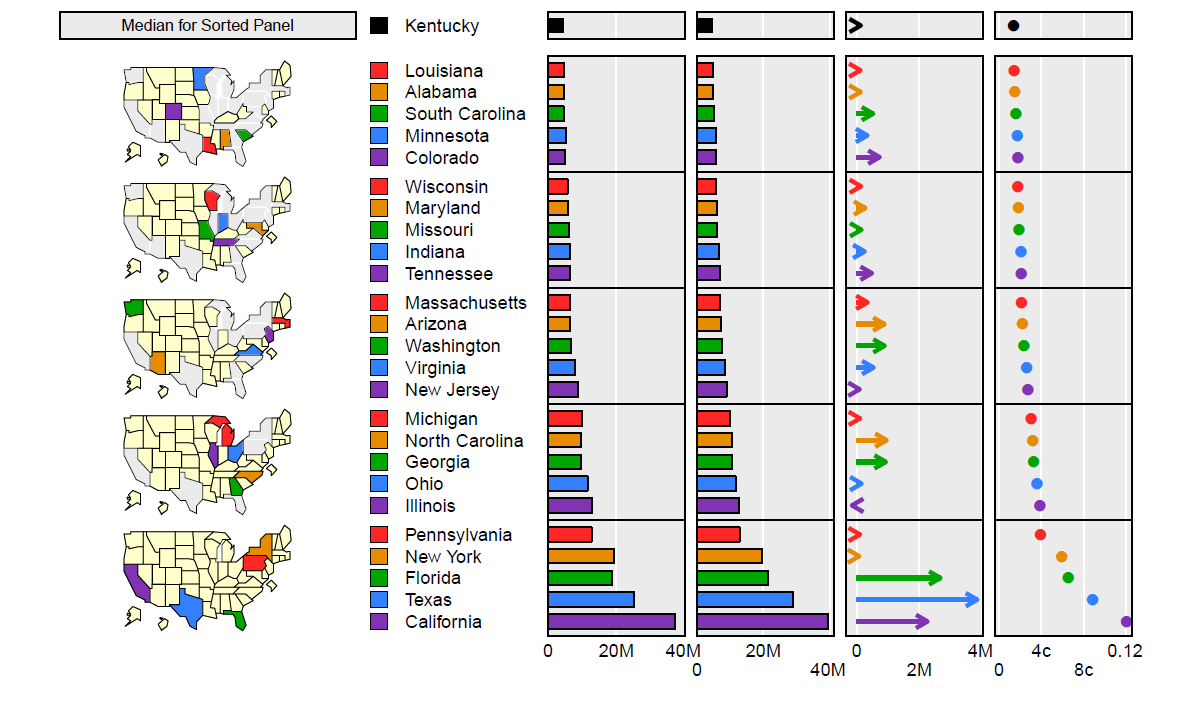 Median for Sorted Panel
Kentucky
Louisiana
Alabama
South Carolina
Minnesota
Colorado
Wisconsin
Maryland
Missouri
Indiana
Tennessee
Massachusetts
Arizona
Washington
Virginia
New Jersey
Michigan
North Carolina
Georgia
Ohio
Illinois
Pennsylvania
New York
Florida
Texas
California
0 20M 40M 20M 0 4M 4c 0.12
0 40M 2M 0 8c